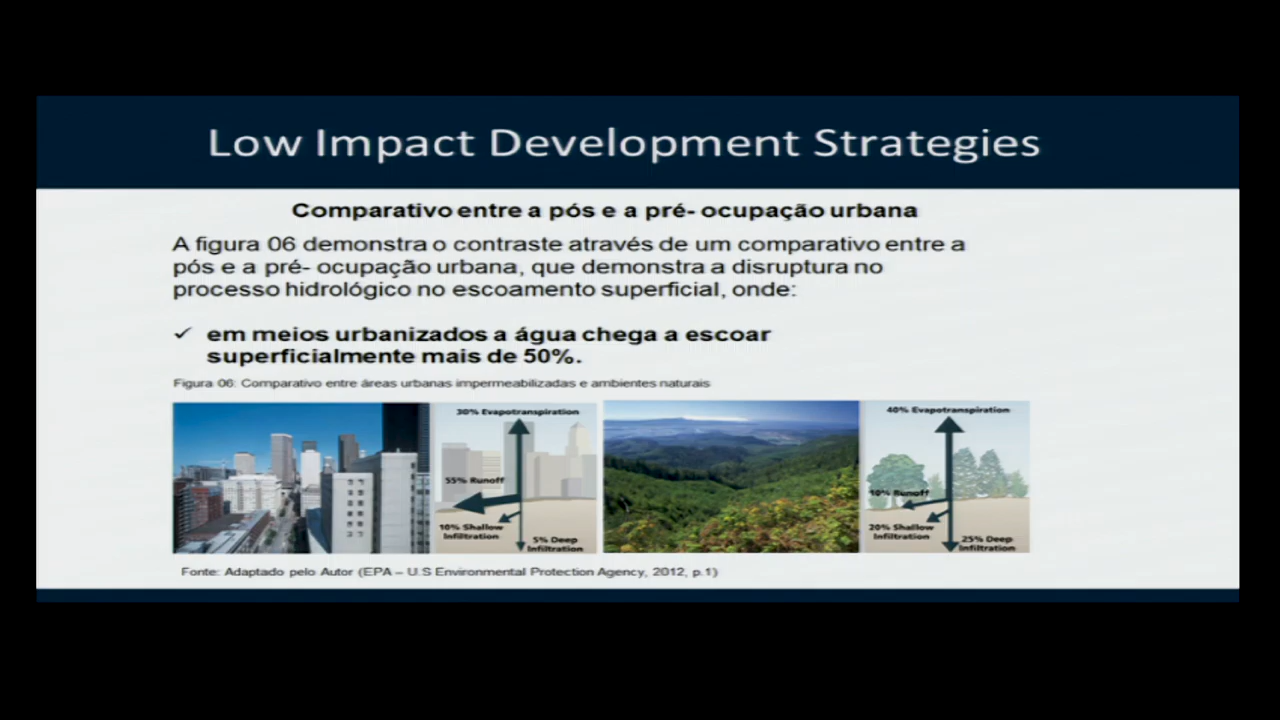 Low Impact Development Strategies
Comparativo entre a pós e a pré- ocupação urbana
A figura 06 demonstra o contraste através de um comparativo entre a
pós e a pré- ocupação urbana, que demonstra a disruptura no
processo hidrológico no escoamento superficial, onde:
✓ em meios urbanizados a água chega a escoar
superficialmente mais de 50%.
Figura 06: Comparativo entre áreas urbanas impermeabilizadas e ambientes naturais
30% Evapotranspiration
55% Runoff
10% Shallow
Infiltration
5% Deep
Infiltration
40% Evapotranspiration
10% Runoff
20% Shallow
Infiltration
25% Deep
Infiltration
Fonte: Adaptado pelo Autor (EPA – U.S Environmental Protection Agency, 2012, p.1)